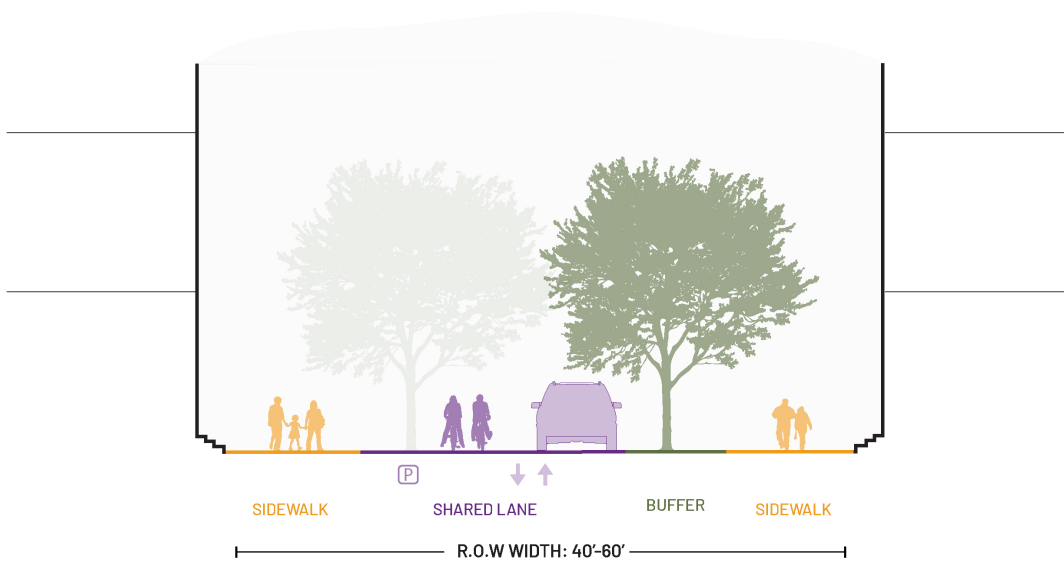 P
SIDEWALK
SHARED LANE
BUFFER
SIDEWALK
R.O.W WIDTH: 40′-60′